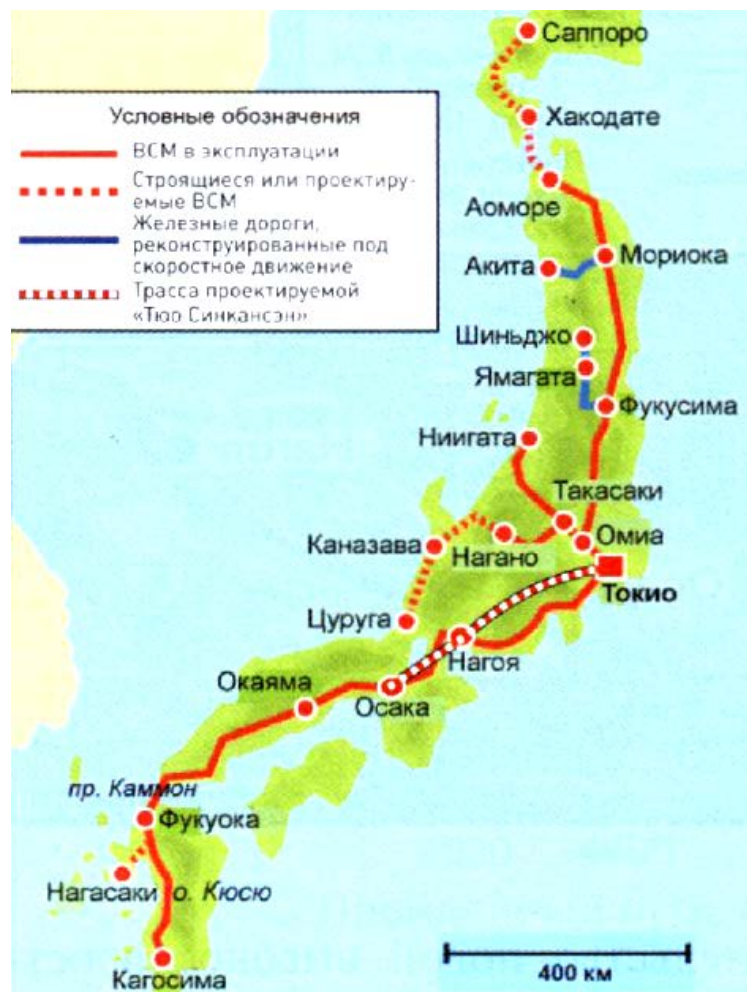 Саппоро
Условные обозначения
Хакодате
ВСМ в эксплуатации
Строящиеся или проектиру-
емые ВСМ
Аоморе
Железные дороги,
реконструированные под
скоростное движение
Мориока
Акита
Трасса проектируемой
«Тюо Синкансэн»
Шиньджо
Ямагата
Фукусима
Ниигата
Такасаки
Омиа
Каназава
Нагано
Токио
Цуруга
Нагоя
Окаяма
Осака
пр. Каммон
Фукуока
Нагасаки
о. Кюсю
Кагосима
400 км